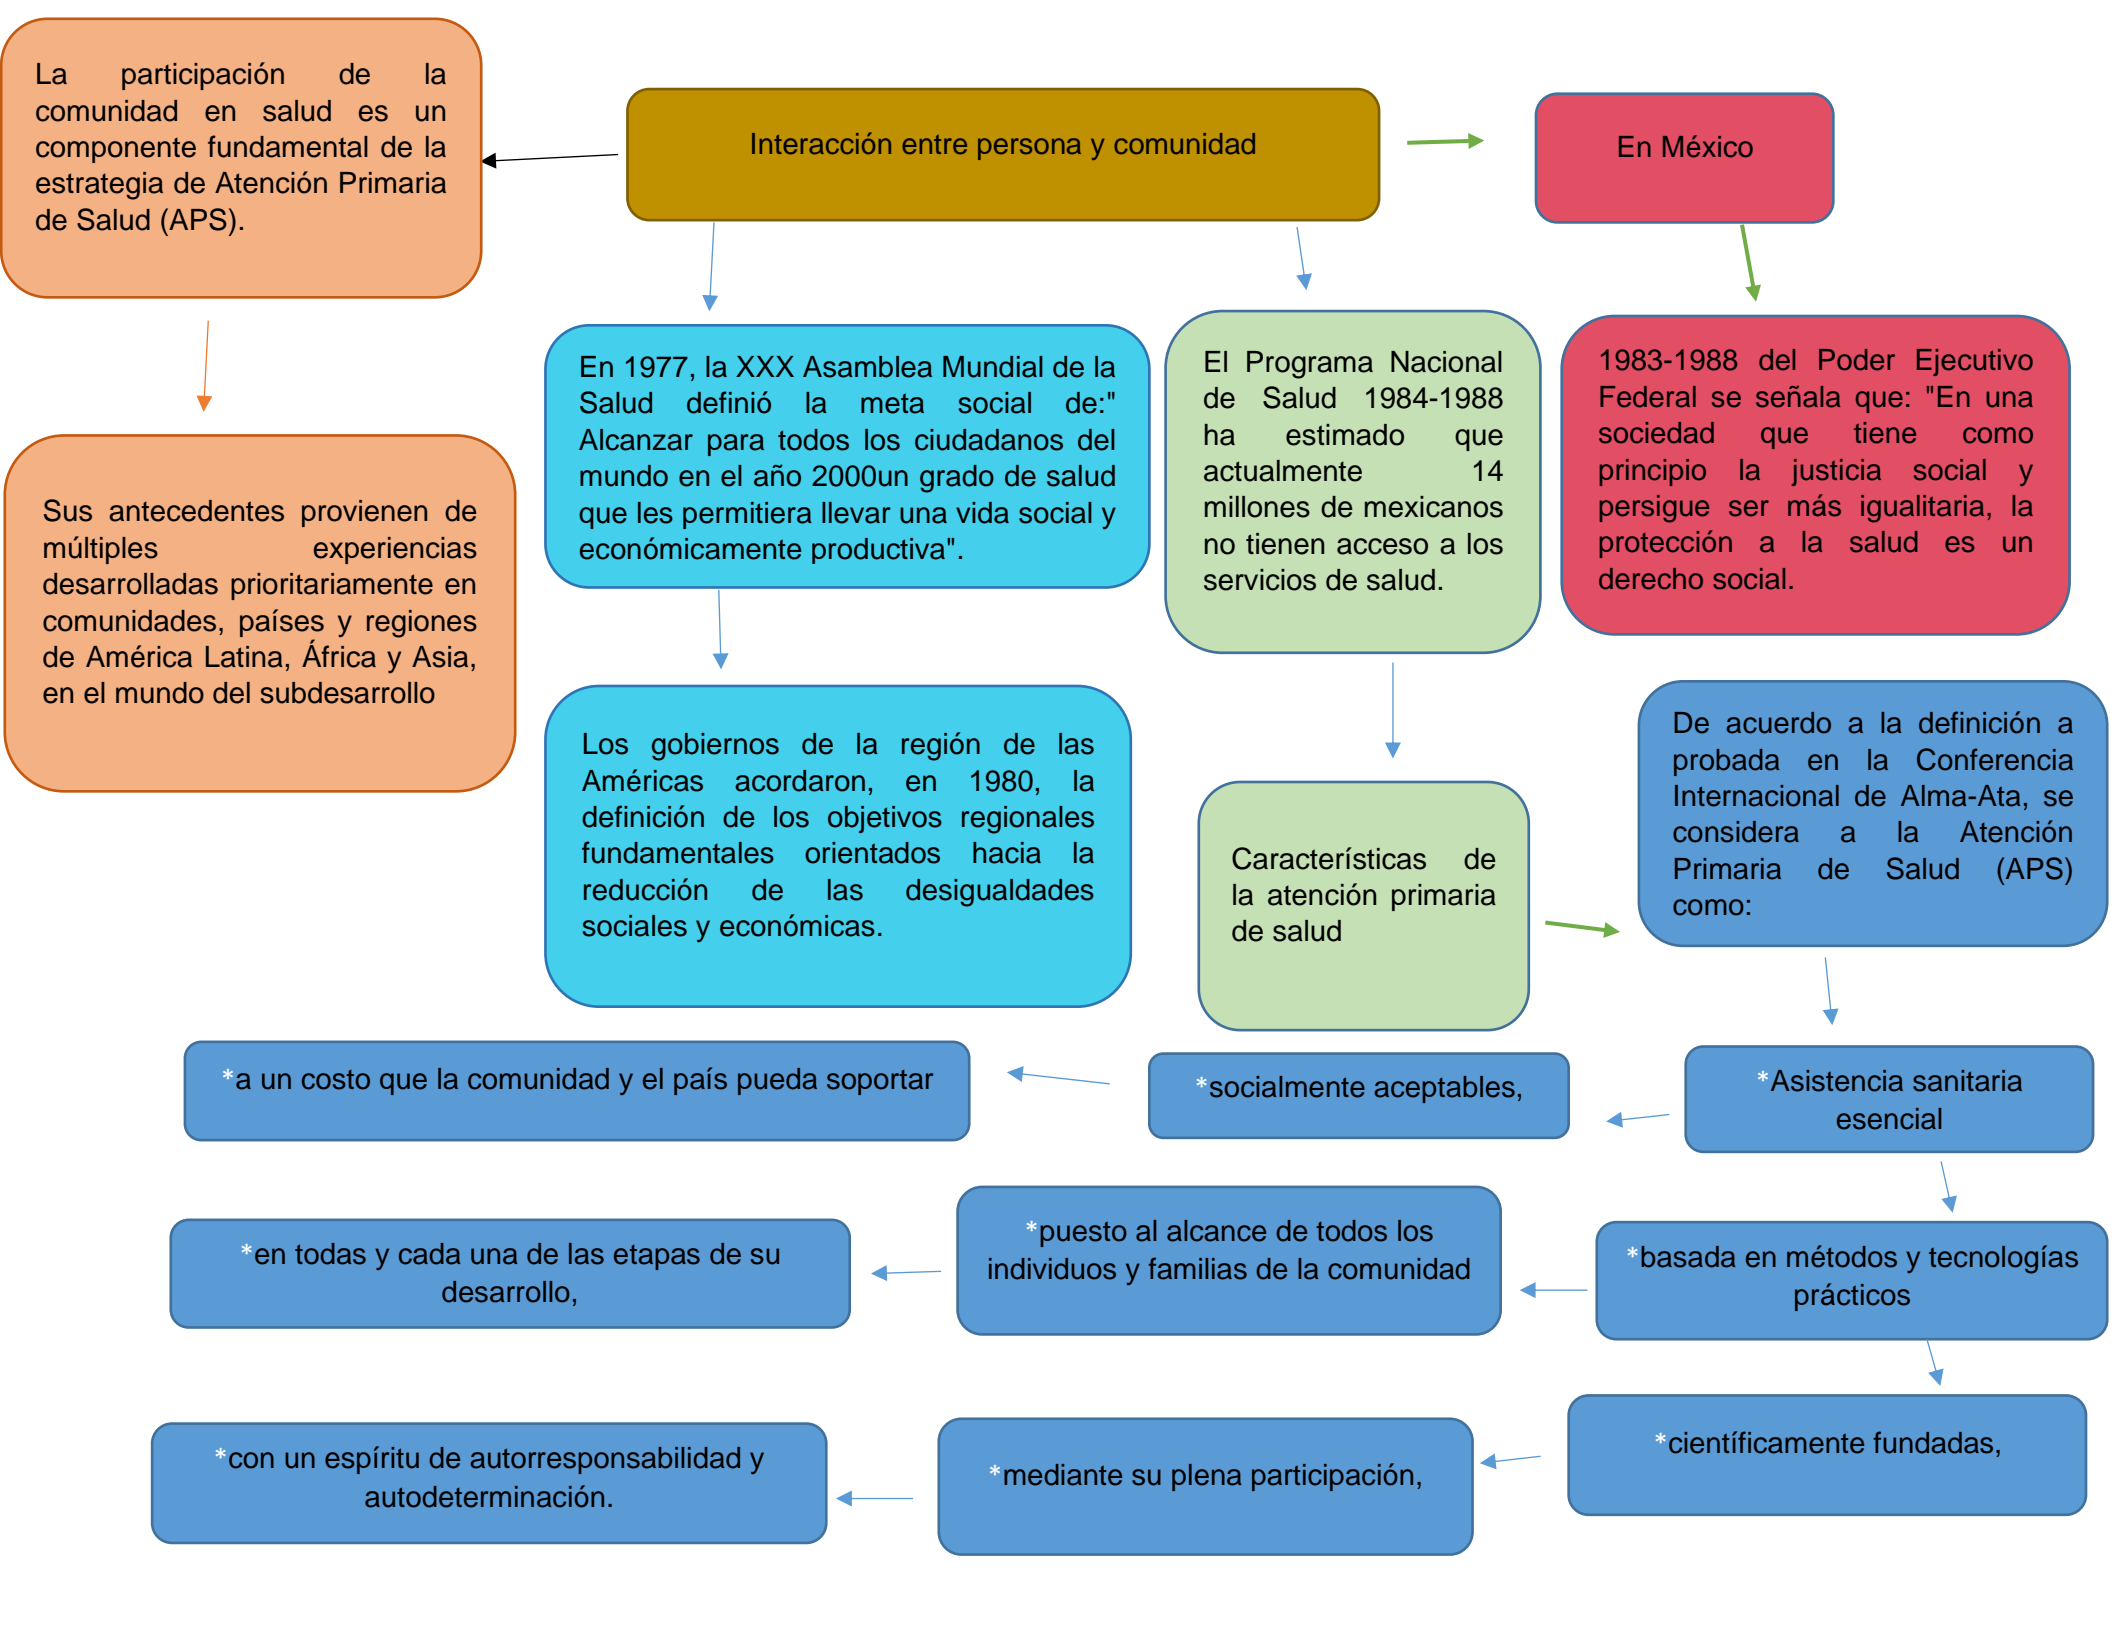 La participación de la
comunidad en salud es un
componente fundamental de la
estrategia de Atención Primaria
de Salud (APS).
Interacción entre persona y comunidad
En México
Sus antecedentes provienen de
múltiples experiencias
desarrolladas prioritariamente en
comunidades, países y regiones
de América Latina, África y Asia,
en el mundo del subdesarrollo
En 1977, la XXX Asamblea Mundial de la
Salud definió la meta social de:"
Alcanzar para todos los ciudadanos del
mundo en el año 2000un grado de salud
que les permitiera llevar una vida social y
económicamente productiva".
El Programa Nacional
de Salud 1984-1988
ha estimado que
actualmente 14
millones de mexicanos
no tienen acceso a los
servicios de salud.
1983-1988 del Poder Ejecutivo
Federal se señala que: "En una
sociedad que tiene como
principio la justicia social y
persigue ser más igualitaria, la
protección a la salud es un
derecho social.
Los gobiernos de la región de las
Américas acordaron, en 1980, la
definición de los objetivos regionales
fundamentales orientados hacia la
reducción de las desigualdades
sociales y económicas.
Características de
la atención primaria
de salud
De acuerdo a la definición a
probada en la Conferencia
Internacional de Alma-Ata, se
considera a la Atención
Primaria de Salud (APS)
como:
*a un costo que la comunidad y el país pueda soportar
*socialmente aceptables,
*Asistencia sanitaria
esencial
*en todas y cada una de las etapas de su
desarrollo,
*puesto al alcance de todos los
individuos y familias de la comunidad
*basada en métodos y tecnologías
prácticos
*con un espíritu de autorresponsabilidad y
autodeterminación.
*mediante su plena participación,
*científicamente fundadas,